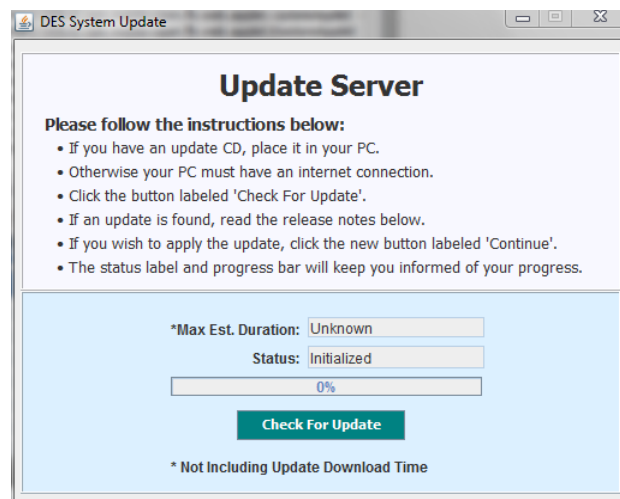 DES System Update
Update Server
Please follow the instructions below:
• If you have an update CD, place it in your PC.
• Otherwise your PC must have an internet connection.
• Click the button labeled 'Check For Update'.
• If an update is found, read the release notes below.
• If you wish to apply the update, click the new button labeled 'Continue'.
• The status label and progress bar will keep you informed of your progress.
*Max Est. Duration: Unknown
Status: Initialized
0%
Check For Update
* Not Including Update Download Time